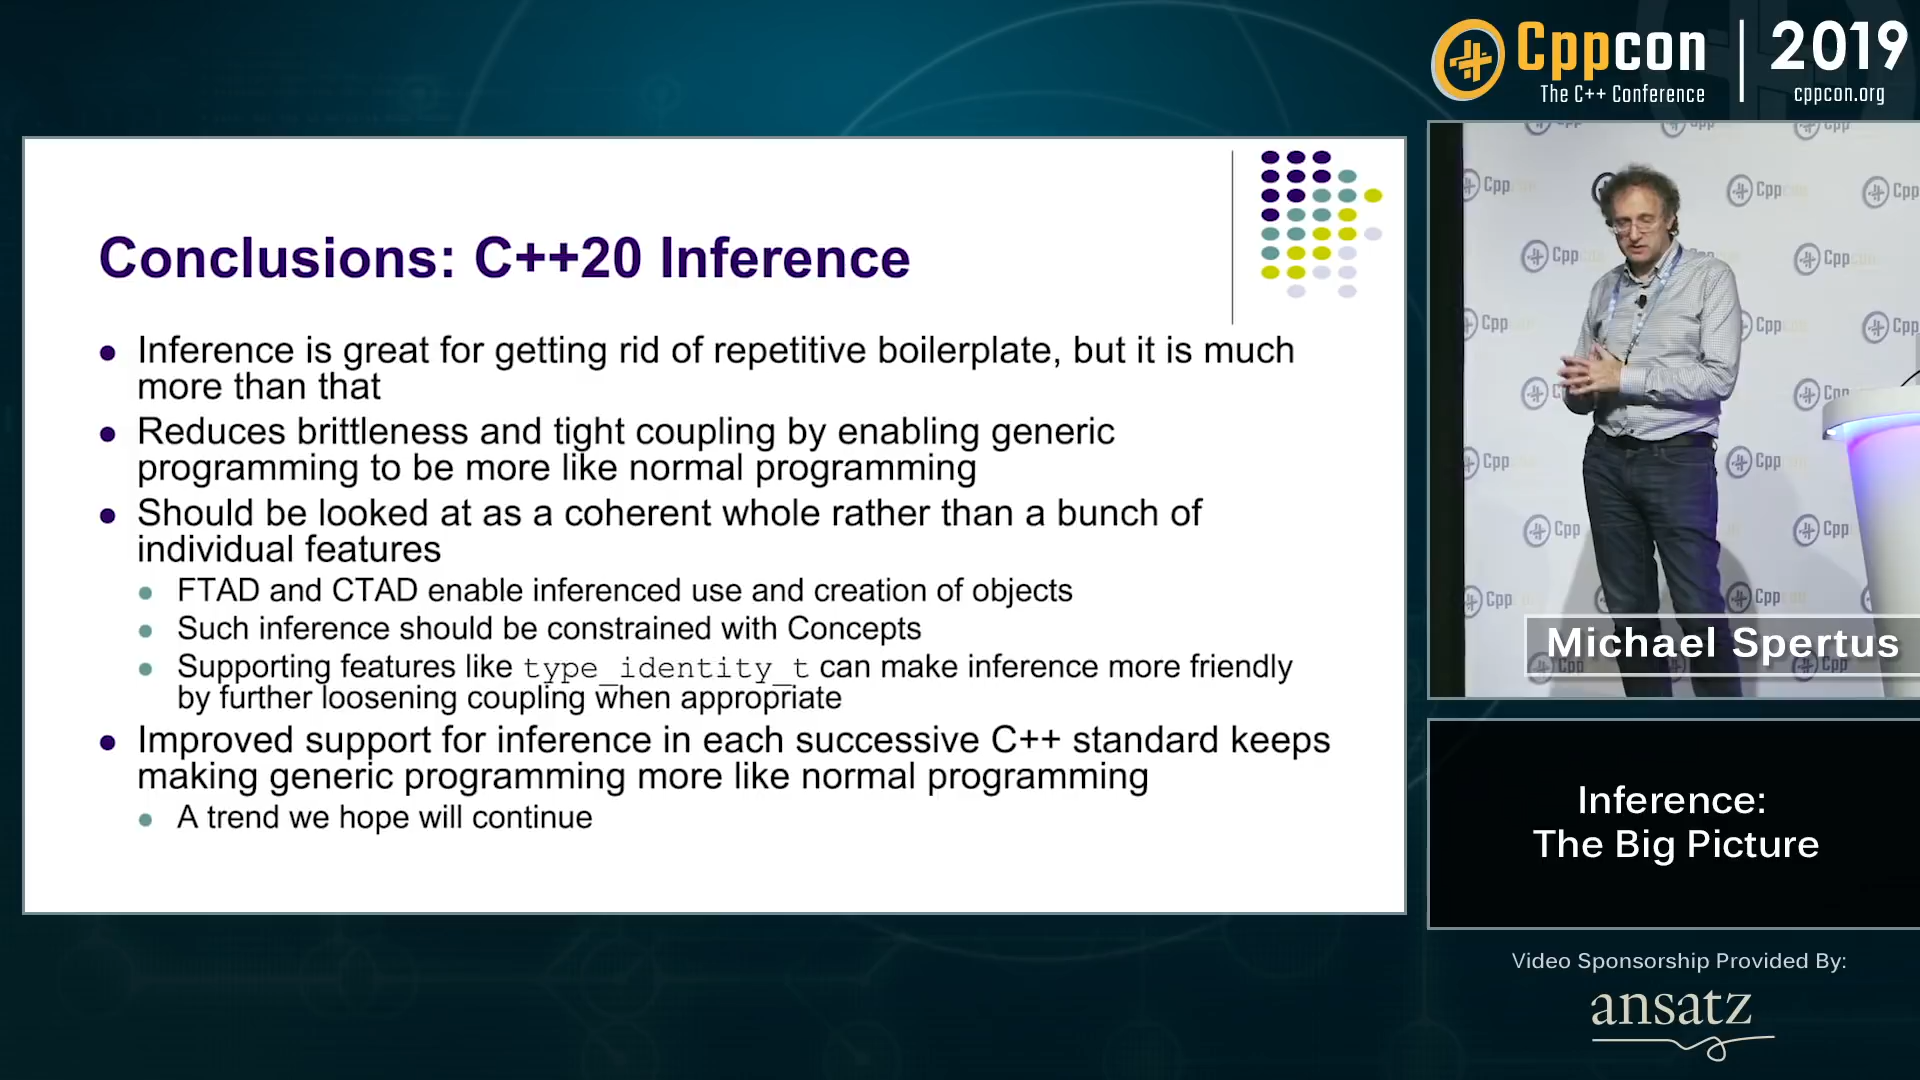 Cppcon
The C++ Conference
2019
cppcon.org
Conclusions: C++20 Inference
• Inference is great for getting rid of repetitive boilerplate, but it is much
more than that
• Reduces brittleness and tight coupling by enabling generic
programming to be more like normal programming
• Should be looked at as a coherent whole rather than a bunch of
individual features
• FTAD and CTAD enable inferenced use and creation of objects
• Such inference should be constrained with Concepts
• Supporting features like type_identity_t can make inference more friendly
by further loosening coupling when appropriate
• Improved support for inference in each successive C++ standard keeps
making generic programming more like normal programming
• A trend we hope will continue
Michael Spertus
Inference:
The Big Picture
Video Sponsorship Provided By:
ansatz